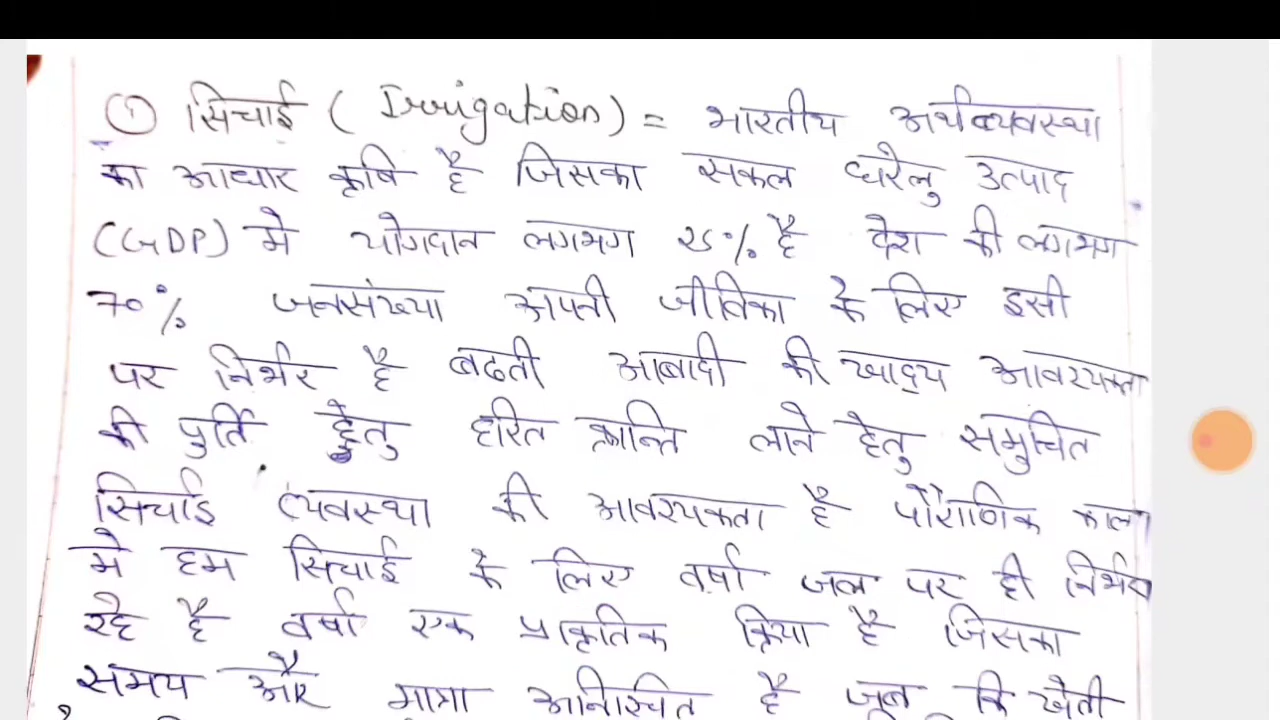 ① सिचाई ( Irrigation ) = भारतीय अर्थव्यवस्था
का आधार कृषि है जिसका सकल घरेलु उत्पाद
(GDP) मे योगदान लगभग 25% है देश की लगभग
70% जनसंख्या अपनी जीविका के लिए इसी
पर निर्भर है बढती आबादी की खाद्य आवश्यकता
की पुर्ति हेतु हरित क्रान्ति लाने हेतु समुचित
सिचाई व्यवस्था की आवश्यकता है पौराणिक काल
मे हम सिचाई के लिए वर्षा जल पर ही निर्भर
रहे है वर्षा एक प्राकृतिक क्रिया है जिसका
समय और मात्रा अनिश्चित है कि खेती